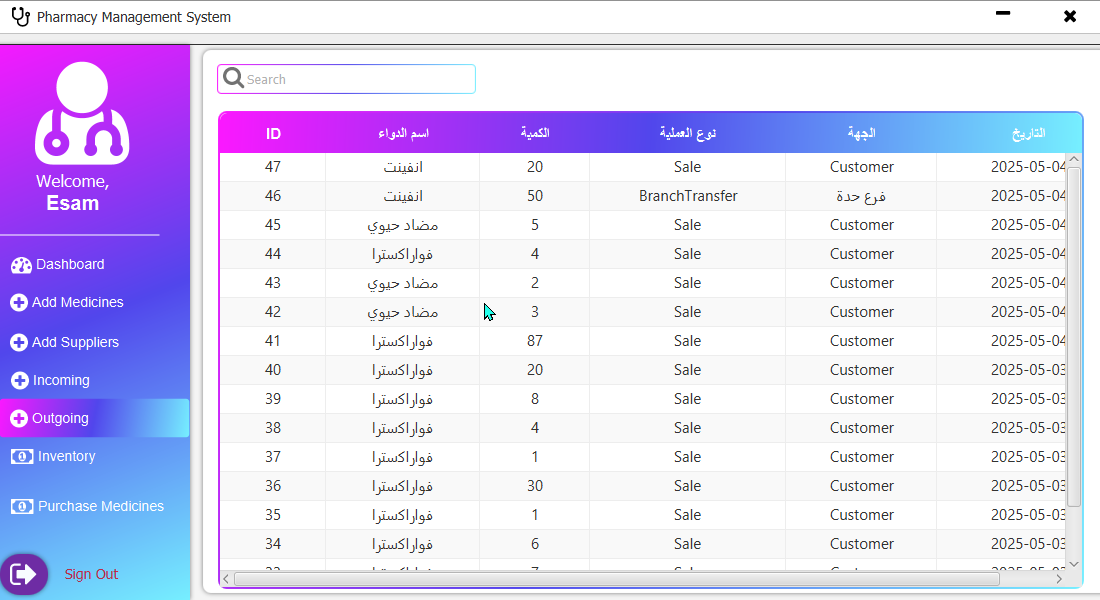 Pharmacy Management System
Welcome,
Esam
Dashboard
Add Medicines
Add Suppliers
Incoming
Outgoing
Inventory
Purchase Medicines
Sign Out
Search
ID اسم الدواء الكمية نوع العملية الجهة التاريخ
47 انفينت 20 Sale Customer 2025-05-04
46 انفينت 50 BranchTransfer فرع حدة 2025-05-04
45 مضاد حيوي 5 Sale Customer 2025-05-04
44 فواراكسترا 4 Sale Customer 2025-05-04
43 مضاد حيوي 2 Sale Customer 2025-05-04
42 مضاد حيوي 3 Sale Customer 2025-05-04
41 فواراكسترا 87 Sale Customer 2025-05-04
40 فواراكسترا 20 Sale Customer 2025-05-03
39 فواراكسترا 8 Sale Customer 2025-05-03
38 فواراكسترا 4 Sale Customer 2025-05-03
37 فواراكسترا 1 Sale Customer 2025-05-03
36 فواراكسترا 30 Sale Customer 2025-05-03
35 فواراكسترا 1 Sale Customer 2025-05-03
34 فواراكسترا 6 Sale Customer 2025-05-03